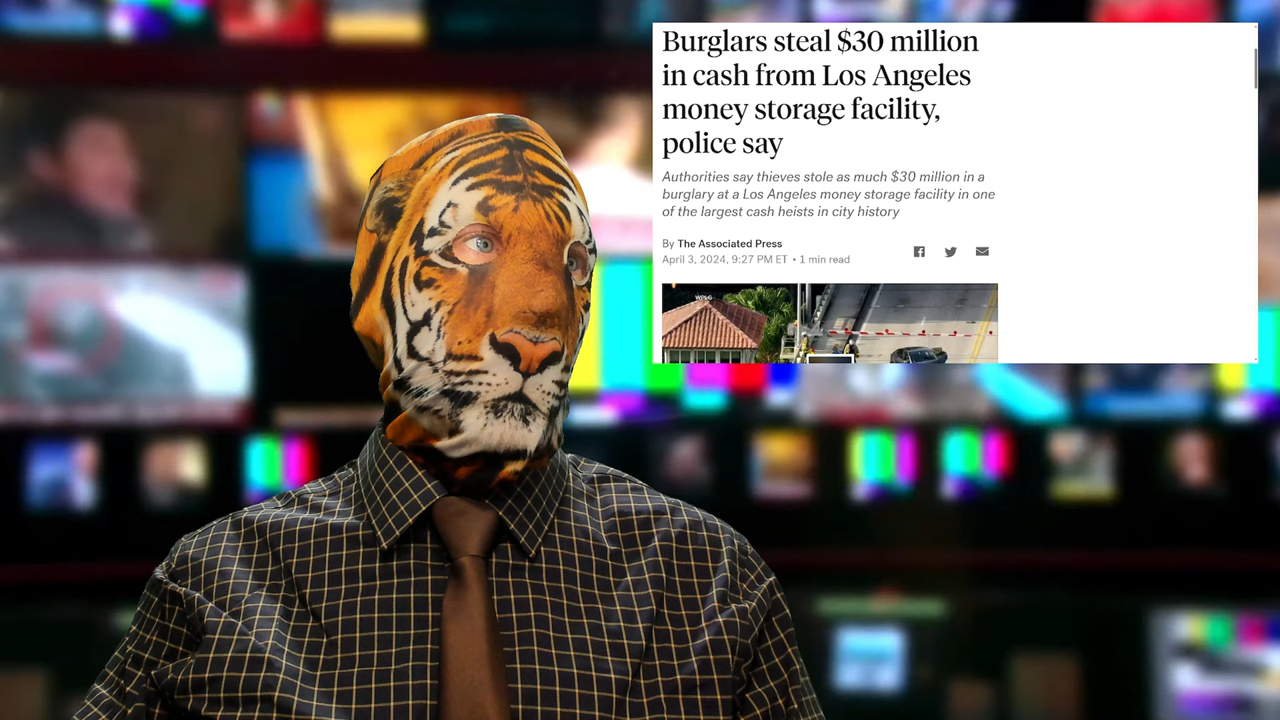 Burglars steal $30 million
in cash from Los Angeles
money storage facility,
police say
Authorities say thieves stole as much $30 million in a
burglary at a Los Angeles money storage facility in one
of the largest cash heists in city history
By The Associated Press
April 3, 2024, 9:27 PM ET • 1 min read
WPLG